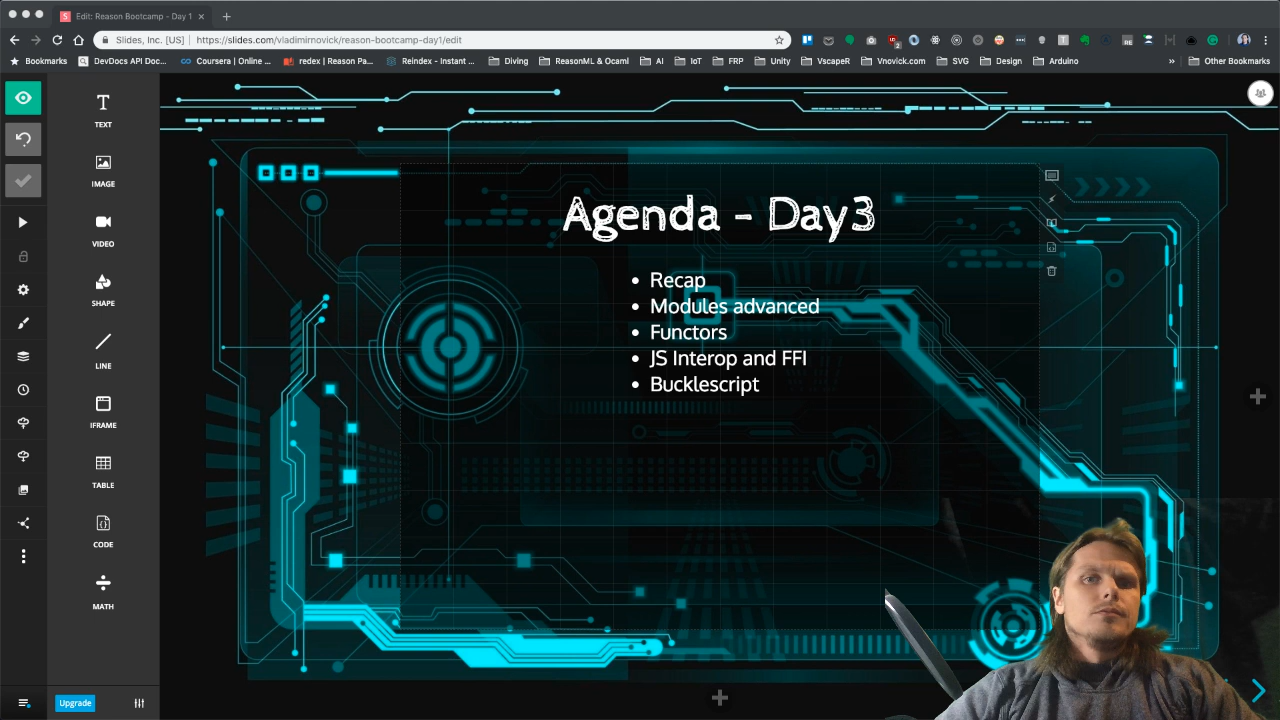 Edit: Reason Bootcamp - Day 1
Slides, Inc. [US] | https://slides.com/vladimirnovick/reason-bootcamp-day1/edit
Bookmarks DevDocs API Doc... Coursera | Online ... redex | Reason Pa... Reindex - Instant ... Diving ReasonML & Ocaml AI IoT FRP Unity VscapeR Vnovick.com SVG Design Arduino » Other Bookmarks
TEXT
IMAGE
VIDEO
SHAPE
LINE
IFRAME
TABLE
CODE
MATH
Upgrade
Agenda - Day3
• Recap
• Modules advanced
• Functors
• JS Interop and FFI
• Bucklescript